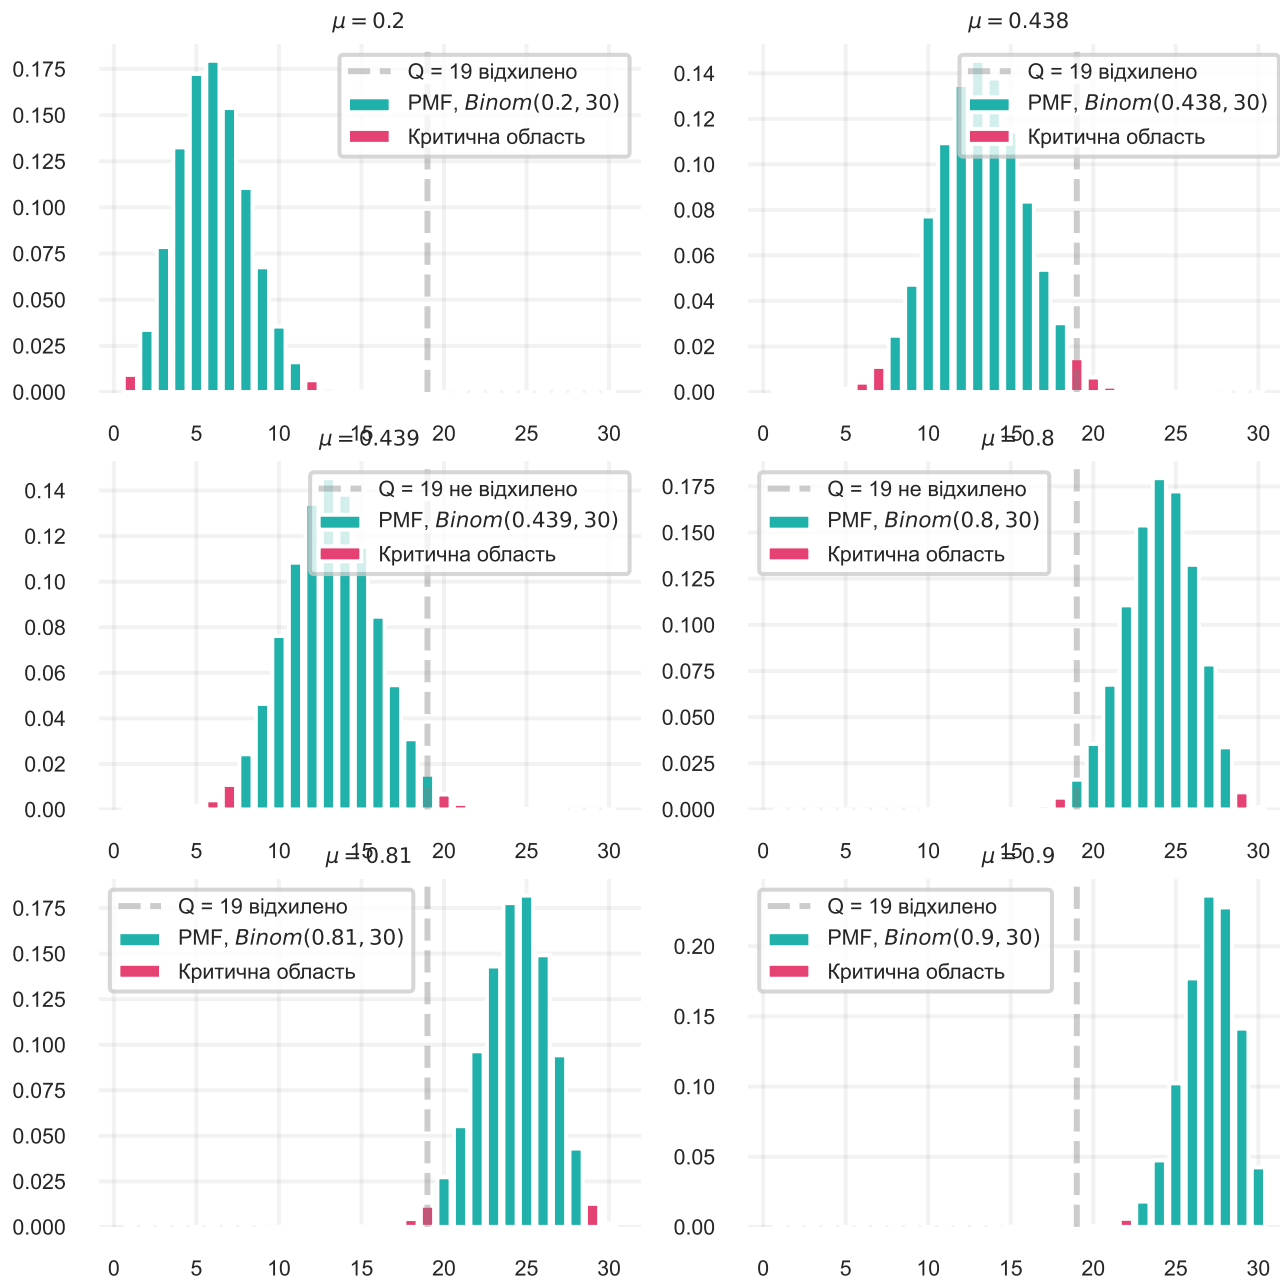 μ = 0.2
Q = 19 відхилено
PMF, Binom(0.2, 30)
Критична область
0.175
0.150
0.125
0.100
0.075
0.050
0.025
0.000
0 5 10 15 20 25 30
μ = 0.438
Q = 19 відхилено
PMF, Binom(0.438, 30)
Критична область
0.14
0.12
0.10
0.08
0.06
0.04
0.02
0.00
0 5 10 15 20 25 30
μ = 0.439
Q = 19 не відхилено
PMF, Binom(0.439, 30)
Критична область
0.14
0.12
0.10
0.08
0.06
0.04
0.02
0.00
0 5 10 15 20 25 30
μ = 0.8
Q = 19 не відхилено
PMF, Binom(0.8, 30)
Критична область
0.175
0.150
0.125
0.100
0.075
0.050
0.025
0.000
0 5 10 15 20 25 30
μ = 0.81
Q = 19 відхилено
PMF, Binom(0.81, 30)
Критична область
0.175
0.150
0.125
0.100
0.075
0.050
0.025
0.000
0 5 10 15 20 25 30
μ = 0.9
Q = 19 відхилено
PMF, Binom(0.9, 30)
Критична область
0.20
0.15
0.10
0.05
0.00
0 5 10 15 20 25 30